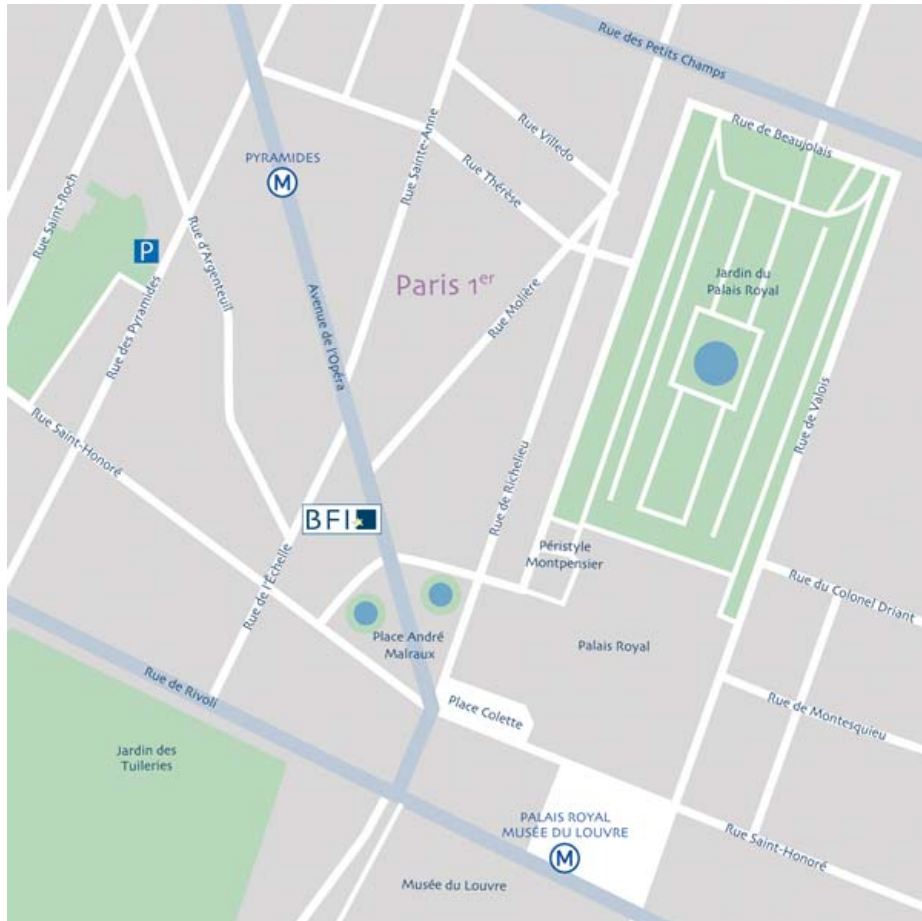 Rue des Petits Champs
Rue de Beaujolais
Rue Villedo
Rue Sainte-Anne
PYRAMIDES
M
Rue Thérèse
Rue Saint-Roch
P
Rue d'Argenteuil
Paris 1er
Jardin du
Palais Royal
Rue Molière
Rue des Pyramides
Avenue de l'Opéra
Rue de Valois
Rue Saint-Honoré
Rue de Richelieu
BFI
Péristyle
Montpensier
Rue de l'Échelle
Rue du Colonel Driant
Place André
Malraux
Palais Royal
Rue de Rivoli
Place Colette
Rue de Montesquieu
Jardin des
Tuileries
PALAIS ROYAL
MUSÉE DU LOUVRE
M
Rue Saint-Honoré
Musée du Louvre